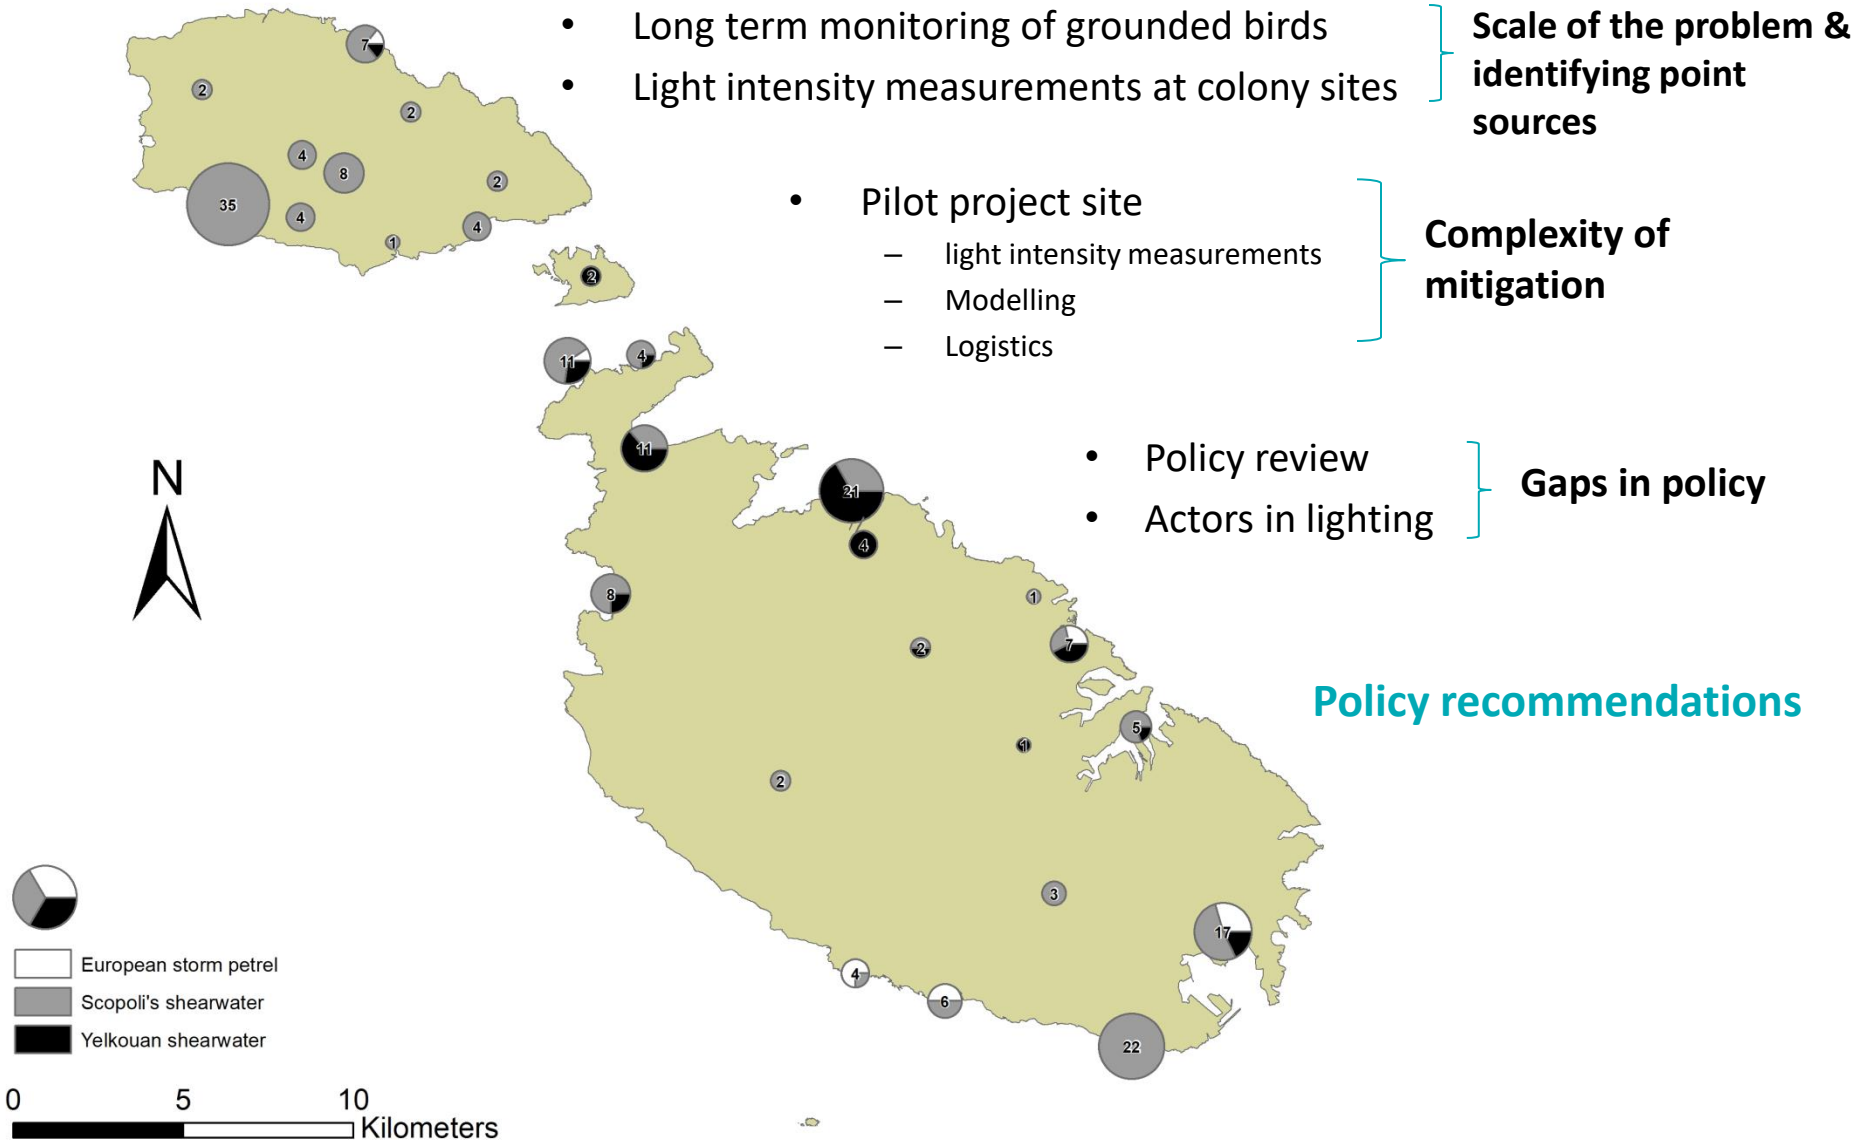 • Long term monitoring of grounded birds
• Light intensity measurements at colony sites
Scale of the problem &
identifying point
sources
• Pilot project site
– light intensity measurements
– Modelling
– Logistics
Complexity of
mitigation
• Policy review
• Actors in lighting
Gaps in policy
Policy recommendations
7
2
2
4
8
2
35
4
4
1
2
11
4
11
21
4
8
1
2
7
5
1
2
3
17
4
6
22
N
European storm petrel
Scopoli's shearwater
Yelkouan shearwater
0 5 10
Kilometers